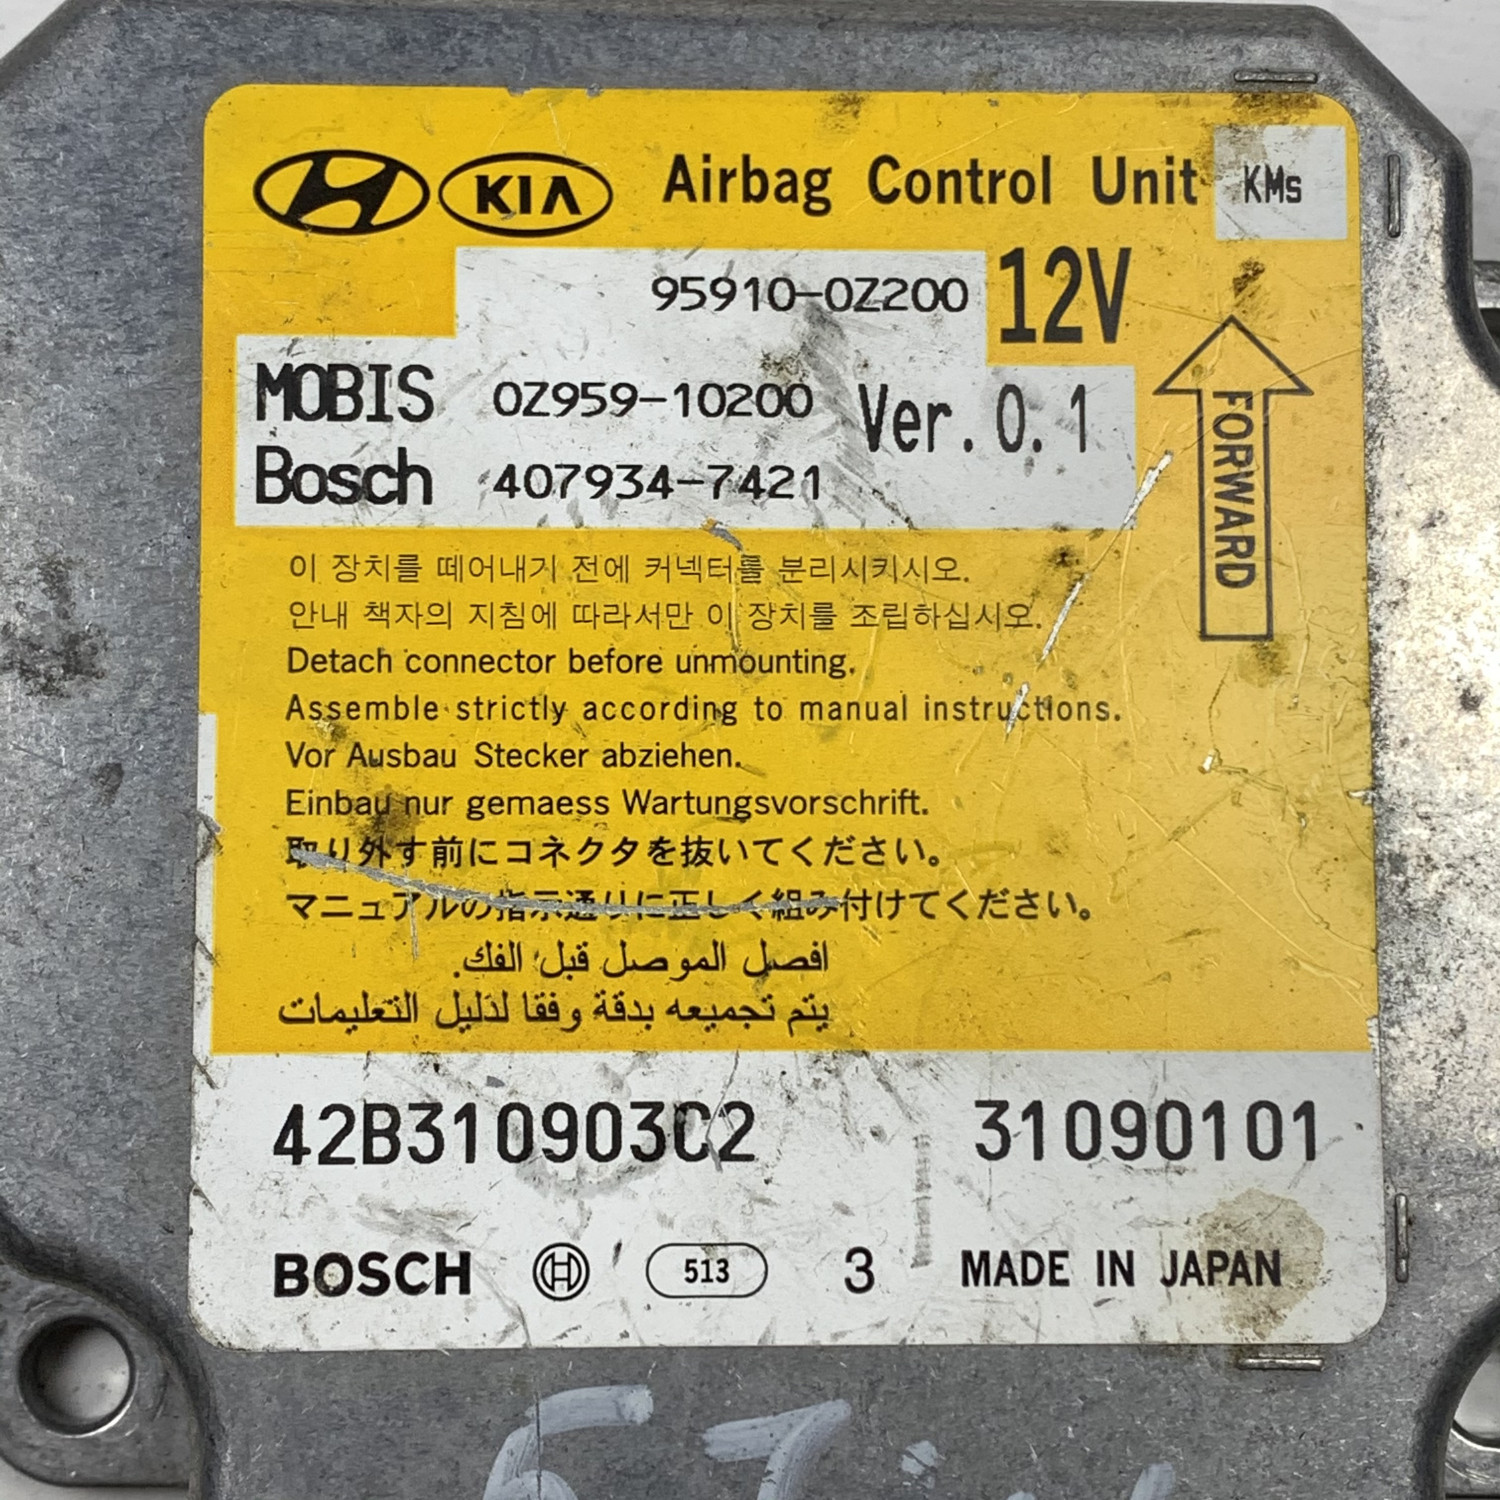 KIA Airbag Control Unit KMs
95910-0Z200 12V
MOBIS 0Z959-10200 Ver.0.1
Bosch 407934-7421
FORWARD
이 장치를 떼어내기 전에 커넥터를 분리시키시오.
안내 책자의 지침에 따라서만 이 장치를 조립하십시오.
Detach connector before unmounting.
Assemble strictly according to manual instructions.
Vor Ausbau Stecker abziehen.
Einbau nur gemaess Wartungsvorschrift.
取り外す前にコネクタを抜いてください。
マニュアルの指示通りに正しく組み付けてください。
افصل الموصل قبل الفك.
يتم تجميعه بدقة وفقا لدليل التعليمات
42B310903C2 31090101
BOSCH 513 3 MADE IN JAPAN